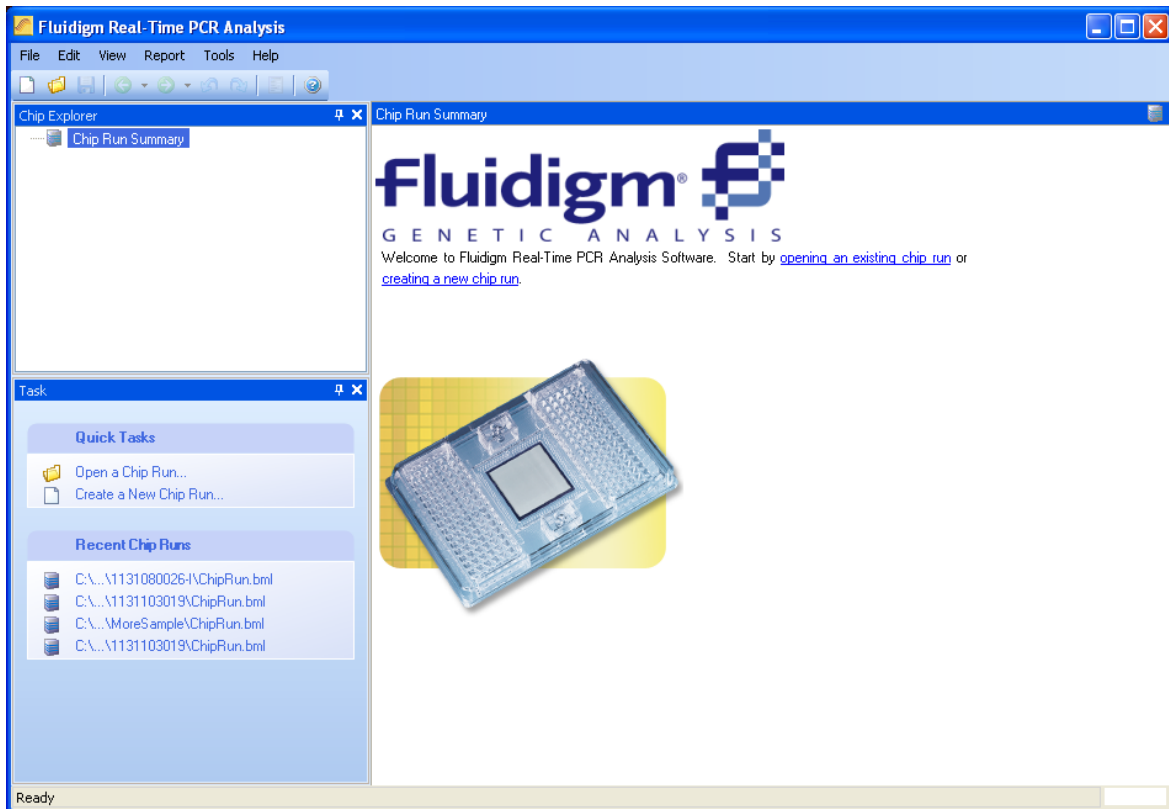 Fluidigm Real-Time PCR Analysis
File Edit View Report Tools Help
Chip Explorer
Chip Run Summary
Task
Quick Tasks
Open a Chip Run...
Create a New Chip Run...
Recent Chip Runs
C:\...\1131080026-I\ChipRun.bml
C:\...\1131103019\ChipRun.bml
C:\...\MoreSample\ChipRun.bml
C:\...\1131103019\ChipRun.bml
Chip Run Summary
Fluidigm®
GENETIC ANALYSIS
Welcome to Fluidigm Real-Time PCR Analysis Software. Start by opening an existing chip run or
creating a new chip run.
Ready